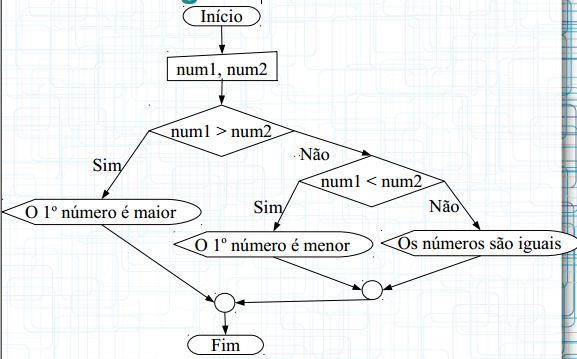 Início
num1, num2
num1 > num2
Sim
Não
num1 < num2
O 1º número é maior
Sim
Não
O 1º número é menor
Os números são iguais
Fim